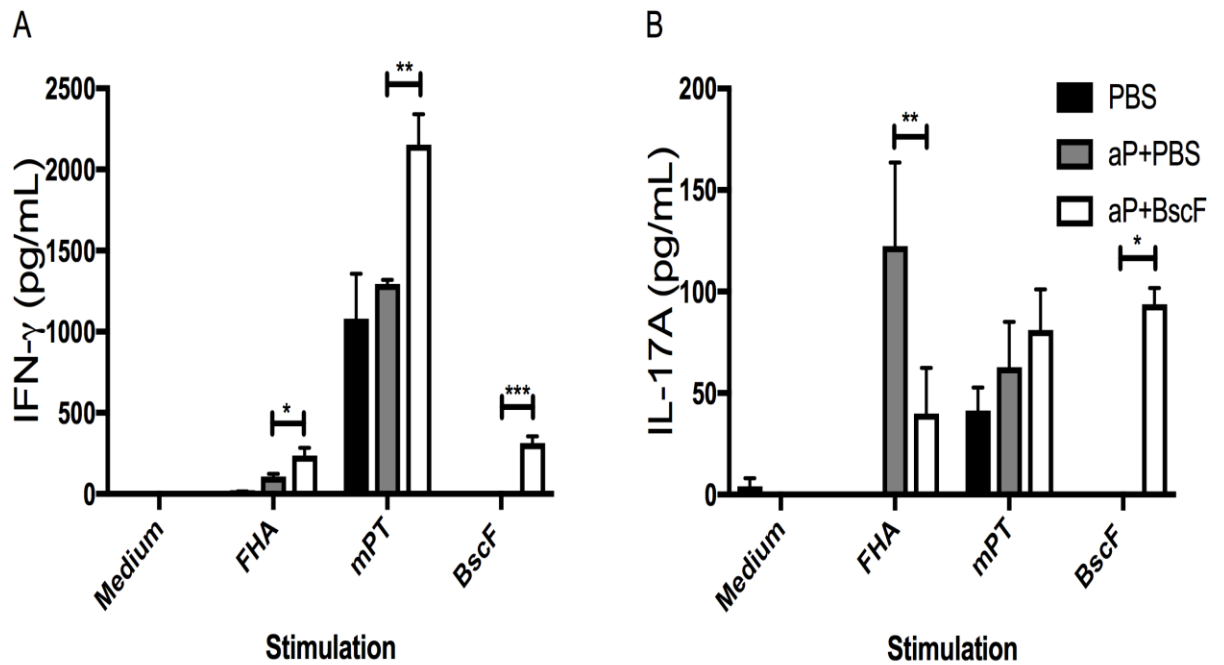 A
IFN-γ (pg/mL)
2500
2000
1500
1000
500
0
**
*
***
Medium
FHA
mPT
BscF
Stimulation
B
IL-17A (pg/mL)
200
150
100
50
0
**
*
PBS
aP+PBS
aP+BscF
Medium
FHA
mPT
BscF
Stimulation